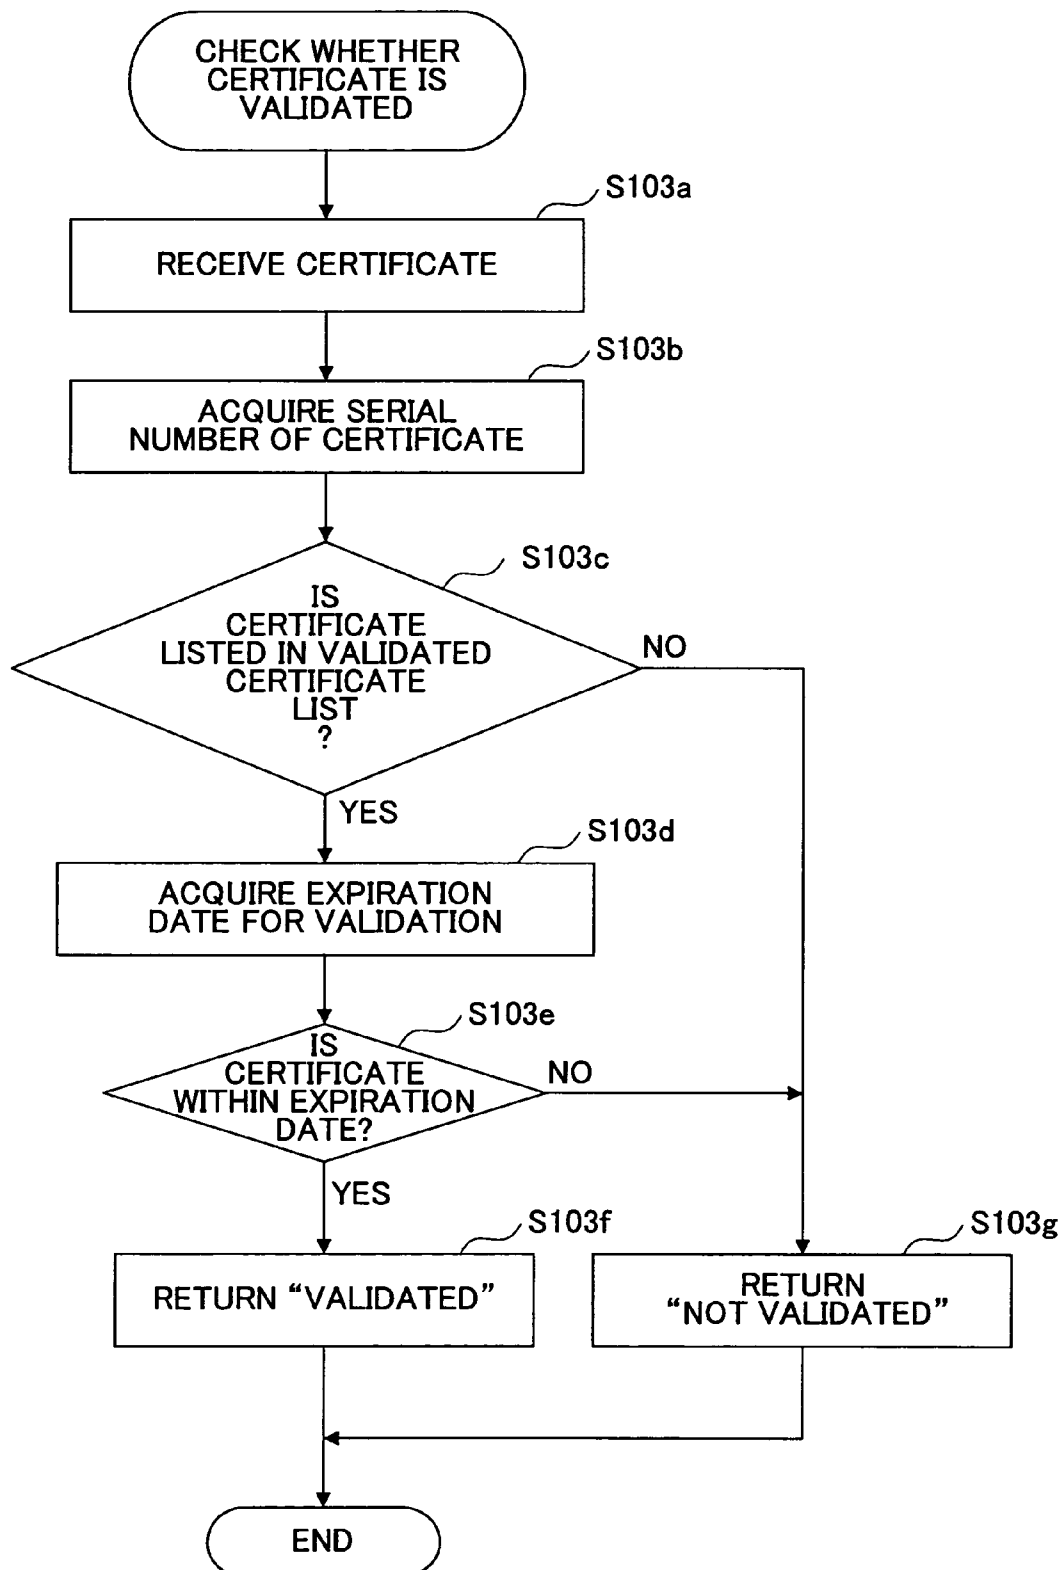 CHECK WHETHER
CERTIFICATE IS
VALIDATED
S103a
RECEIVE CERTIFICATE
S103b
ACQUIRE SERIAL
NUMBER OF CERTIFICATE
S103c
IS
CERTIFICATE
LISTED IN VALIDATED
CERTIFICATE
LIST
?
NO
YES
S103d
ACQUIRE EXPIRATION
DATE FOR VALIDATION
S103e
IS
CERTIFICATE
WITHIN EXPIRATION
DATE?
NO
YES
S103f
RETURN “VALIDATED”
S103g
RETURN
“NOT VALIDATED”
END